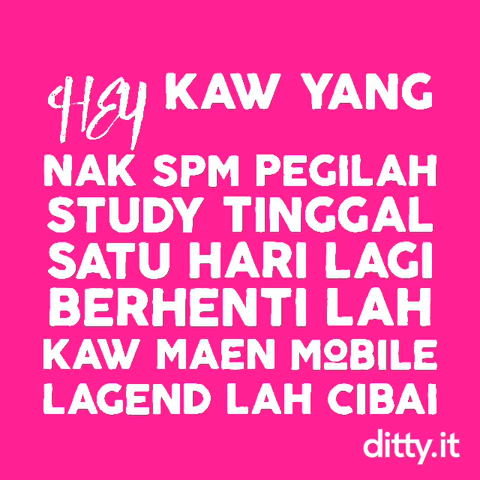 HEY KAW YANG
NAK SPM PEGILAH
STUDY TINGGAL
SATU HARI LAGI
BERHENTI LAH
KAW MAEN MOBILE
LAGEND LAH CIBAI
ditty.it